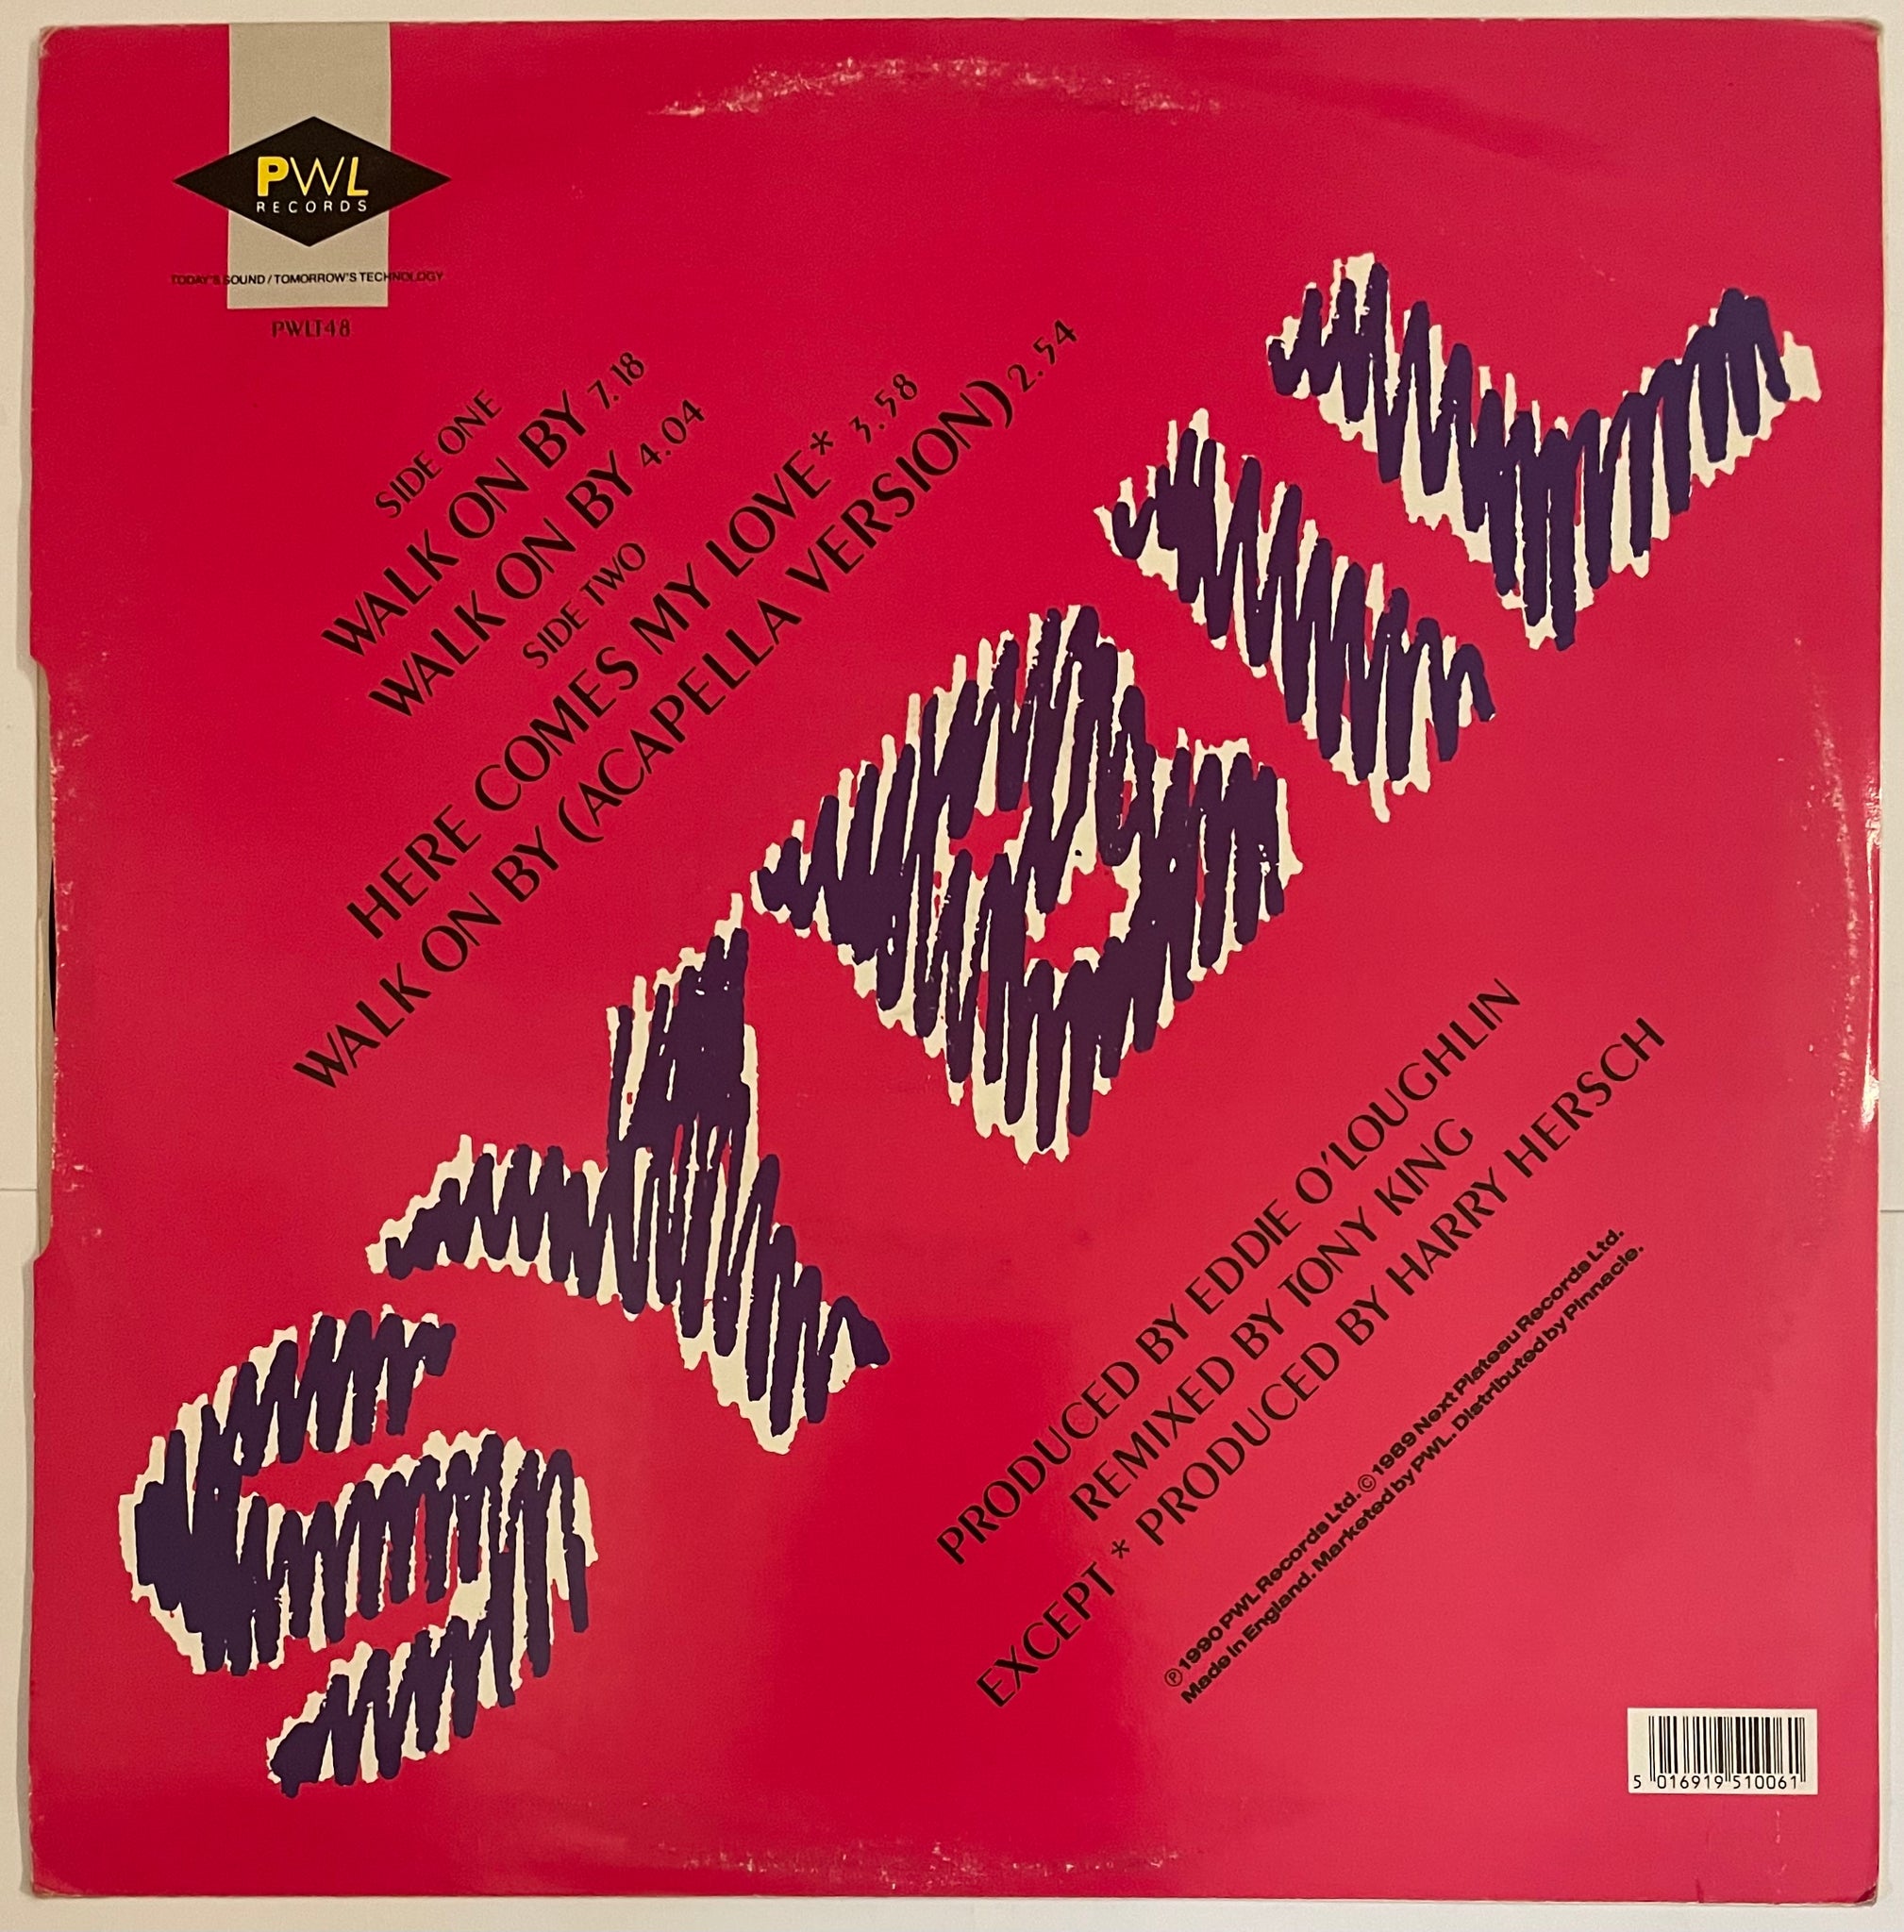 PWL
RECORDS
TODAY'S SOUND / TOMORROW'S TECHNOLOGY
PWLT48
SIDE ONE
WALK ON BY 7.18
WALK ON BY 4.04
SIDE TWO
HERE COMES MY LOVE* 3.58
WALK ON BY (ACAPELLA VERSION) 2.54
SYBIL
PRODUCED BY EDDIE O'LOUGHLIN
REMIXED BY TONY KING
EXCEPT * PRODUCED BY HARRY HERSCH
℗ 1990 PWL Records Ltd. © 1989 Next Plateau Records Ltd.
Made in England. Marketed by PWL. Distributed by Pinnacle.
5 016919 510061